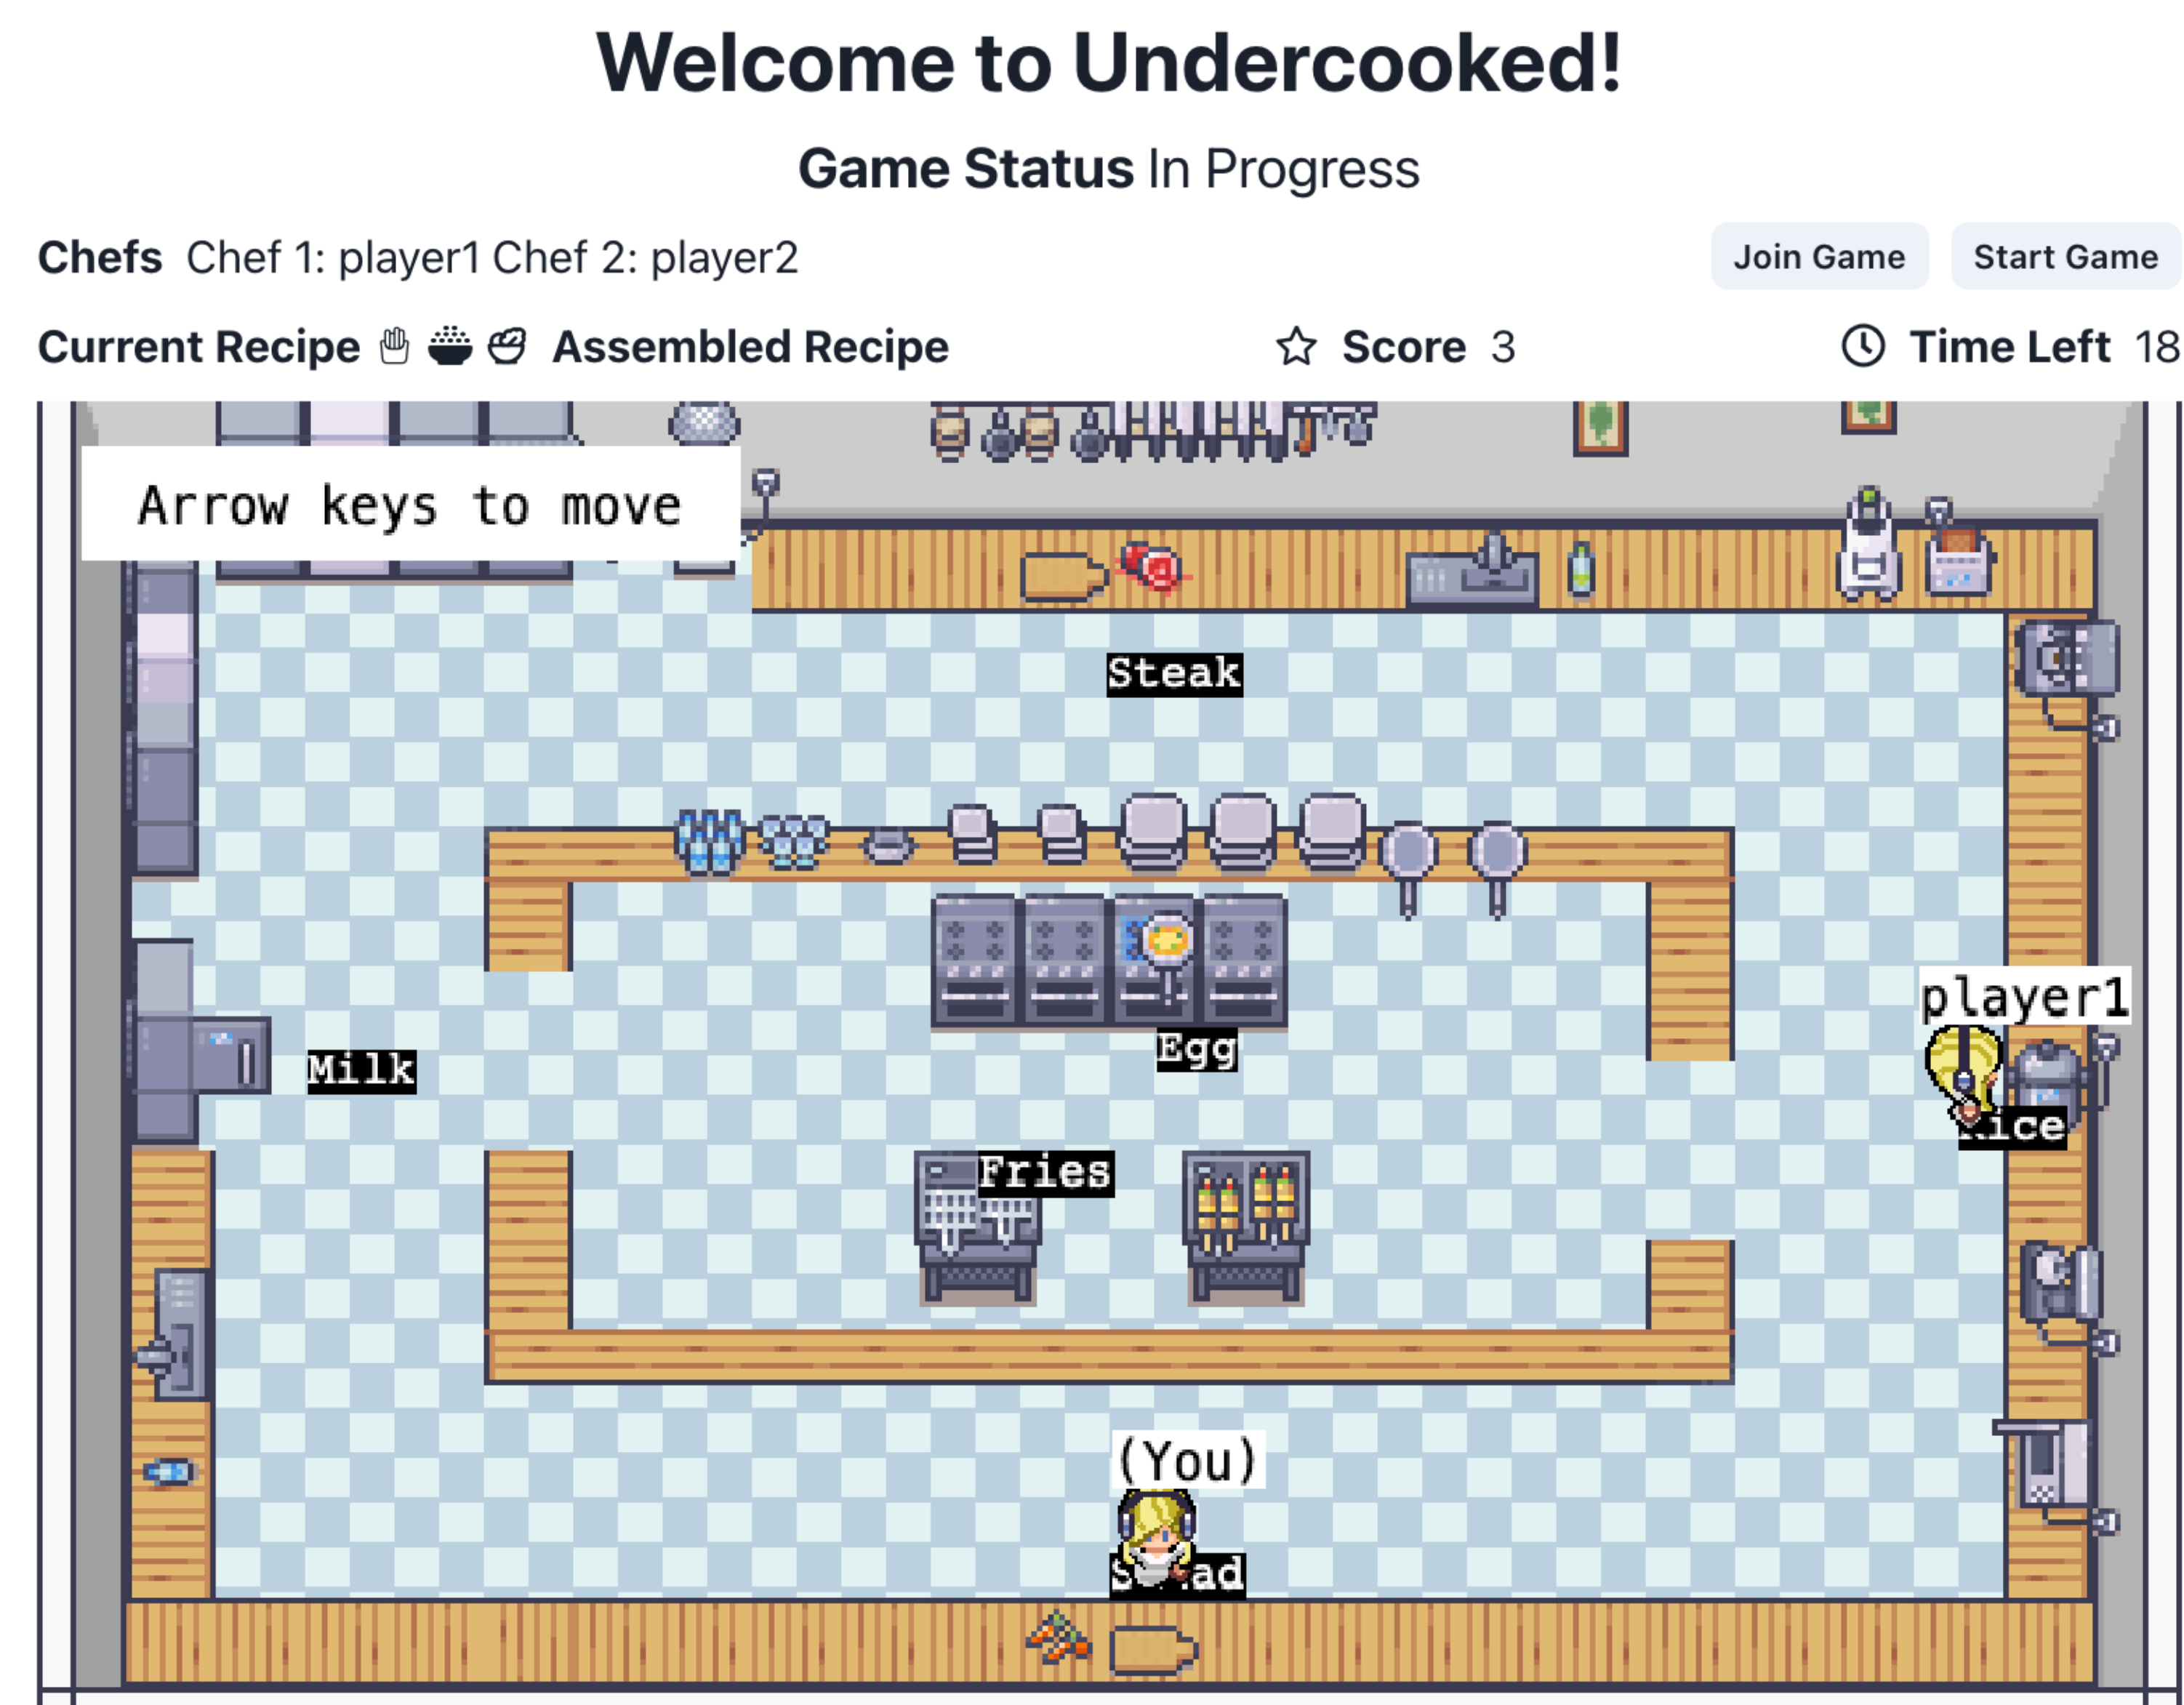 Welcome to Undercooked!
Game Status In Progress
Chefs Chef 1: player1 Chef 2: player2
Join Game Start Game
Current Recipe Assembled Recipe Score 3 Time Left 18
Arrow keys to move
Steak
player1
Egg
Milk
Fries
(You)